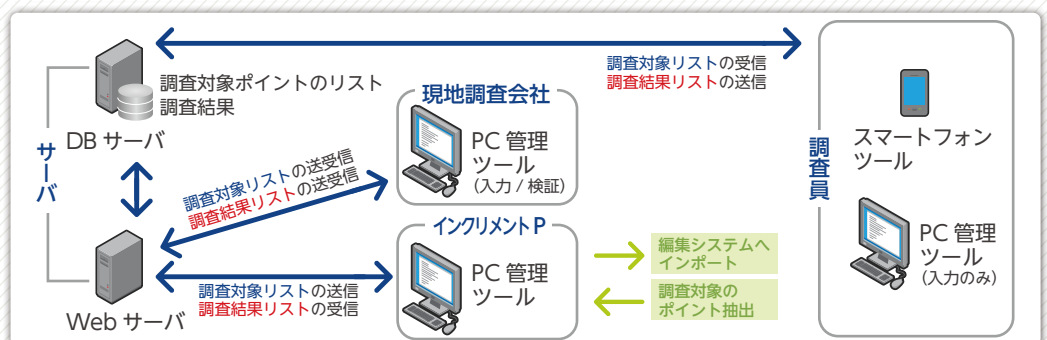 調査対象リストの受信
調査結果リストの送信
調査対象ポイントのリスト
調査結果
DB サーバ
サーバ
現地調査会社
PC 管理
ツール
(入力 / 検証)
調査対象リストの送受信
調査結果リストの送受信
インクリメント P
PC 管理
ツール
調査対象リストの送信
調査結果リストの受信
Web サーバ
編集システムへ
インポート
調査対象の
ポイント抽出
調査員
スマートフォン
ツール
PC 管理
ツール
(入力のみ)